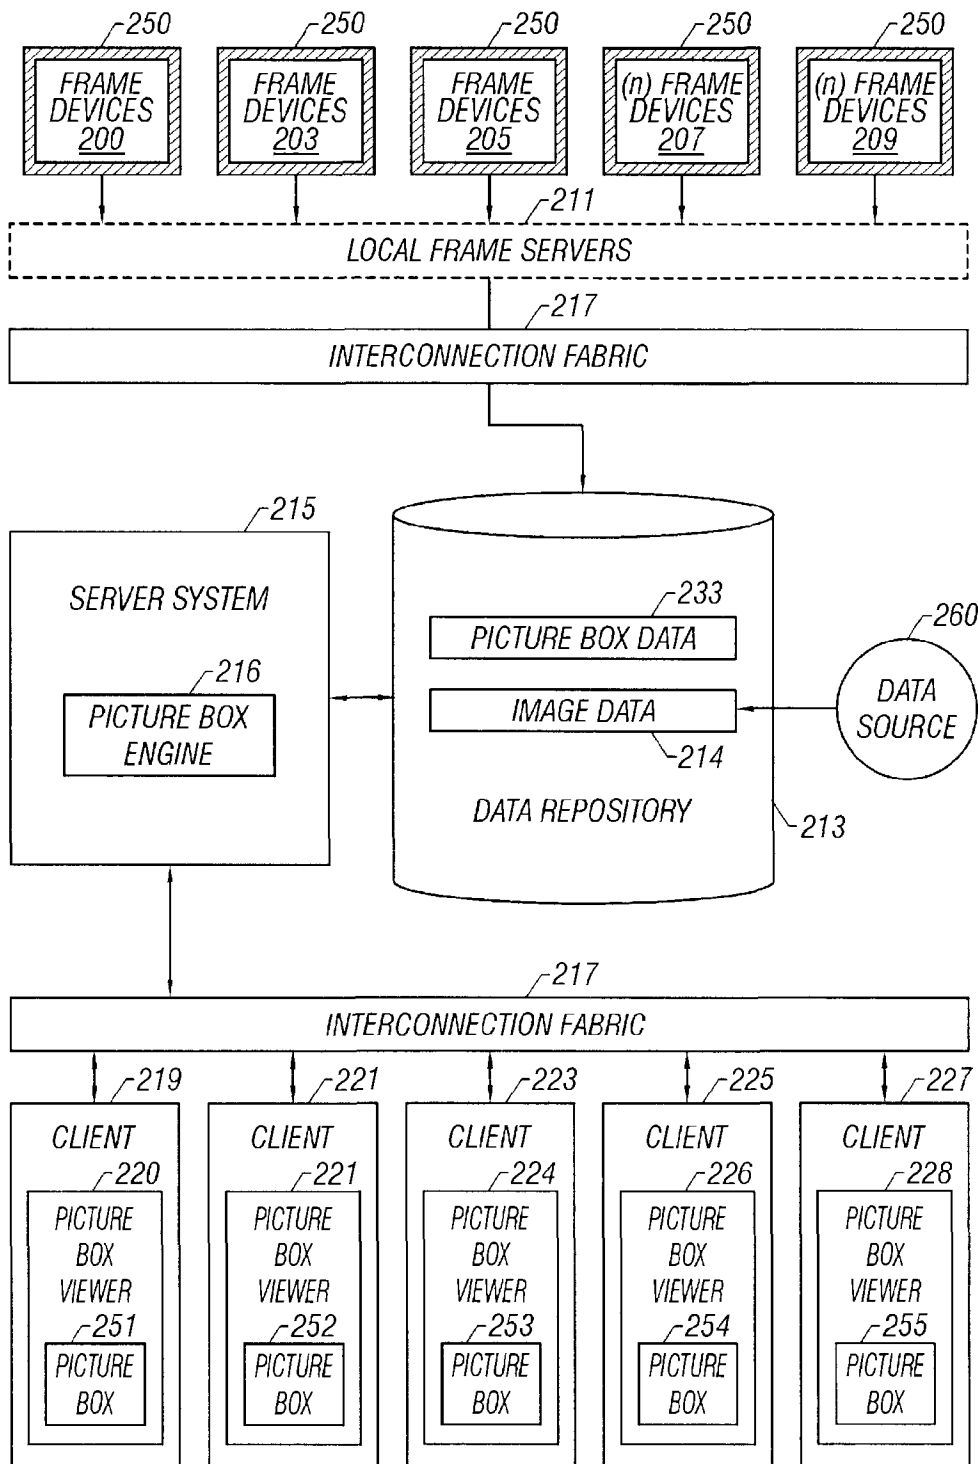 250 250 250 250 250
FRAME DEVICES 200
FRAME DEVICES 203
FRAME DEVICES 205
(n) FRAME DEVICES 207
(n) FRAME DEVICES 209
211
LOCAL FRAME SERVERS
217
INTERCONNECTION FABRIC
215
SERVER SYSTEM
216
PICTURE BOX
ENGINE
233
PICTURE BOX DATA
IMAGE DATA
214
DATA REPOSITORY
213
260
DATA
SOURCE
217
INTERCONNECTION FABRIC
219
CLIENT
220
PICTURE
BOX
VIEWER
251
PICTURE
BOX
221
CLIENT
221
PICTURE
BOX
VIEWER
252
PICTURE
BOX
223
CLIENT
224
PICTURE
BOX
VIEWER
253
PICTURE
BOX
225
CLIENT
226
PICTURE
BOX
VIEWER
254
PICTURE
BOX
227
CLIENT
228
PICTURE
BOX
VIEWER
255
PICTURE
BOX